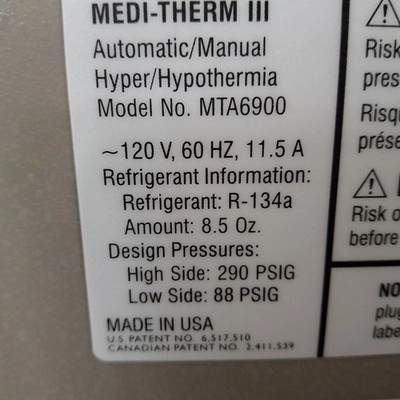 MEDI-THERM III
Automatic/Manual
Hyper/Hypothermia
Model No. MTA6900
~120 V, 60 HZ, 11.5 A
Refrigerant Information:
Refrigerant: R-134a
Amount: 8.5 Oz.
Design Pressures:
High Side: 290 PSIG
Low Side: 88 PSIG
MADE IN USA
U.S. PATENT NO. 6,517,510
CANADIAN PATENT NO. 2,411,539
Risk
pres
Risq
prése
Risk o
before
NO
plug
labe